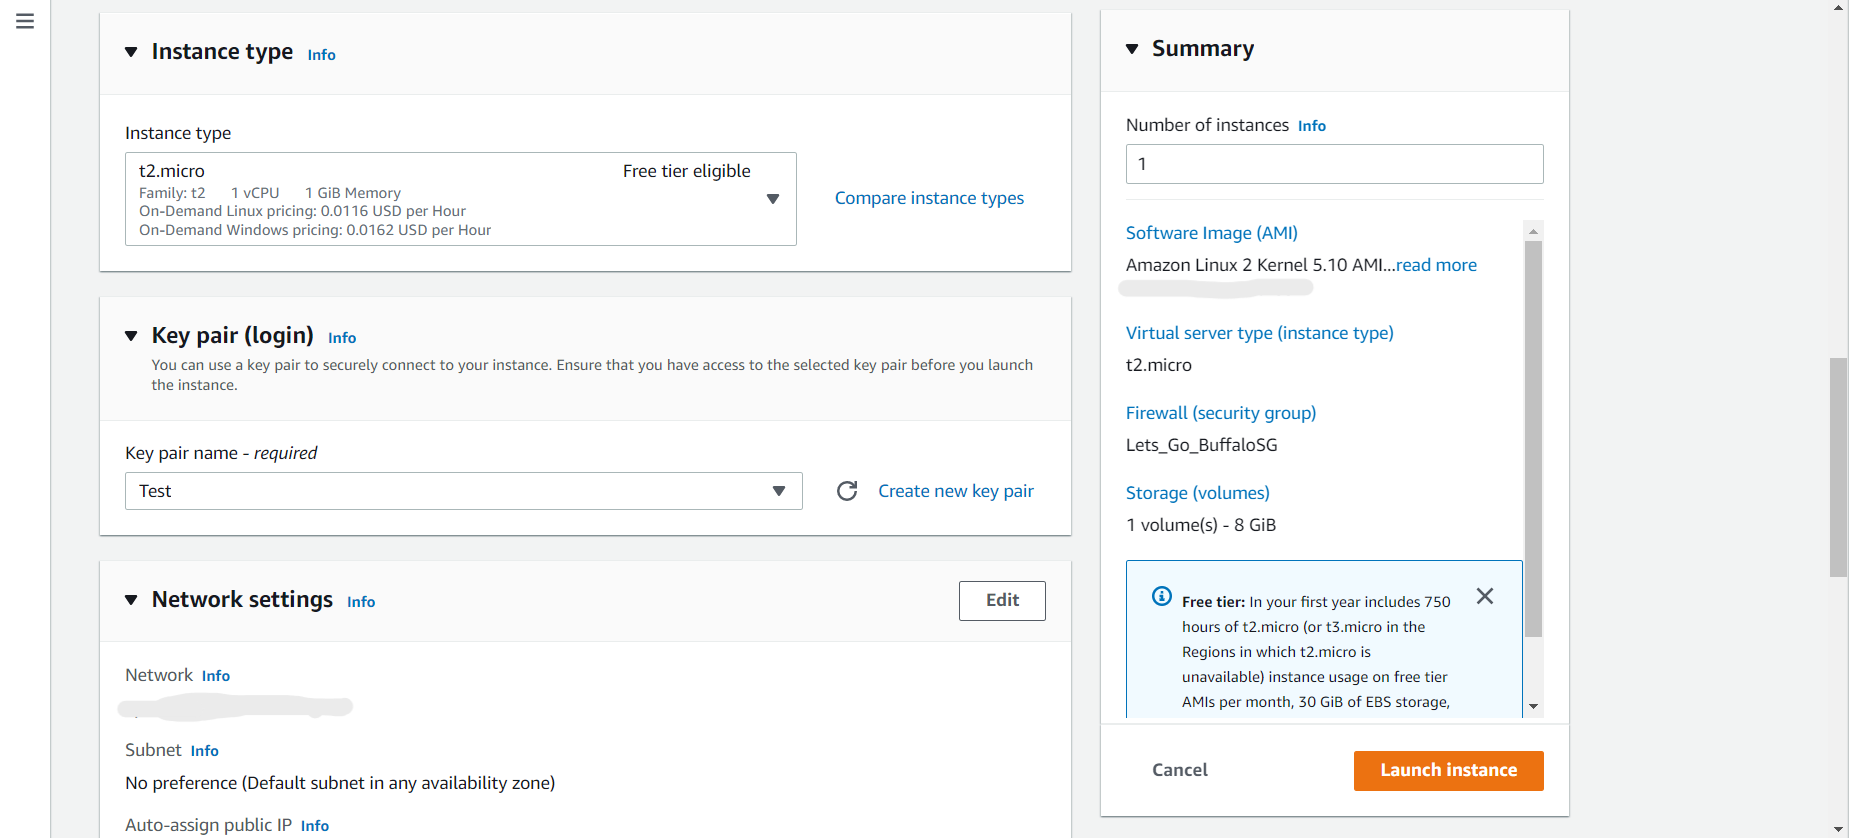 Instance type Info
Instance type
t2.micro Free tier eligible
Family: t2 1 vCPU 1 GiB Memory
On-Demand Linux pricing: 0.0116 USD per Hour
On-Demand Windows pricing: 0.0162 USD per Hour
Compare instance types
Key pair (login) Info
You can use a key pair to securely connect to your instance. Ensure that you have access to the selected key pair before you launch
the instance.
Key pair name - required
Test
Create new key pair
Network settings Info
Edit
Network Info
Subnet Info
No preference (Default subnet in any availability zone)
Auto-assign public IP Info
Summary
Number of instances Info
1
Software Image (AMI)
Amazon Linux 2 Kernel 5.10 AMI...read more
Virtual server type (instance type)
t2.micro
Firewall (security group)
Lets_Go_BuffaloSG
Storage (volumes)
1 volume(s) - 8 GiB
Free tier: In your first year includes 750
hours of t2.micro (or t3.micro in the
Regions in which t2.micro is
unavailable) instance usage on free tier
AMIs per month, 30 GiB of EBS storage,
Cancel
Launch instance